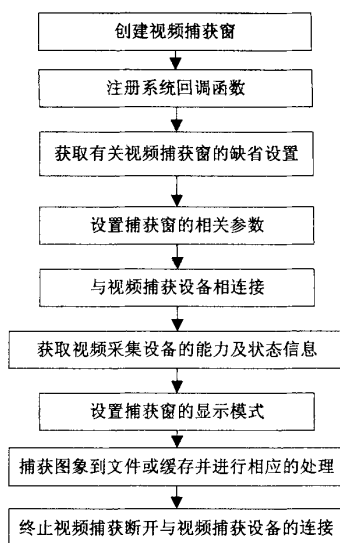 创建视频捕获窗
注册系统回调函数
获取有关视频捕获窗的缺省设置
设置捕获窗的相关参数
与视频捕获设备相连接
获取视频采集设备的能力及状态信息
设置捕获窗的显示模式
捕获图象到文件或缓存并进行相应的处理
终止视频捕获断开与视频捕获设备的连接